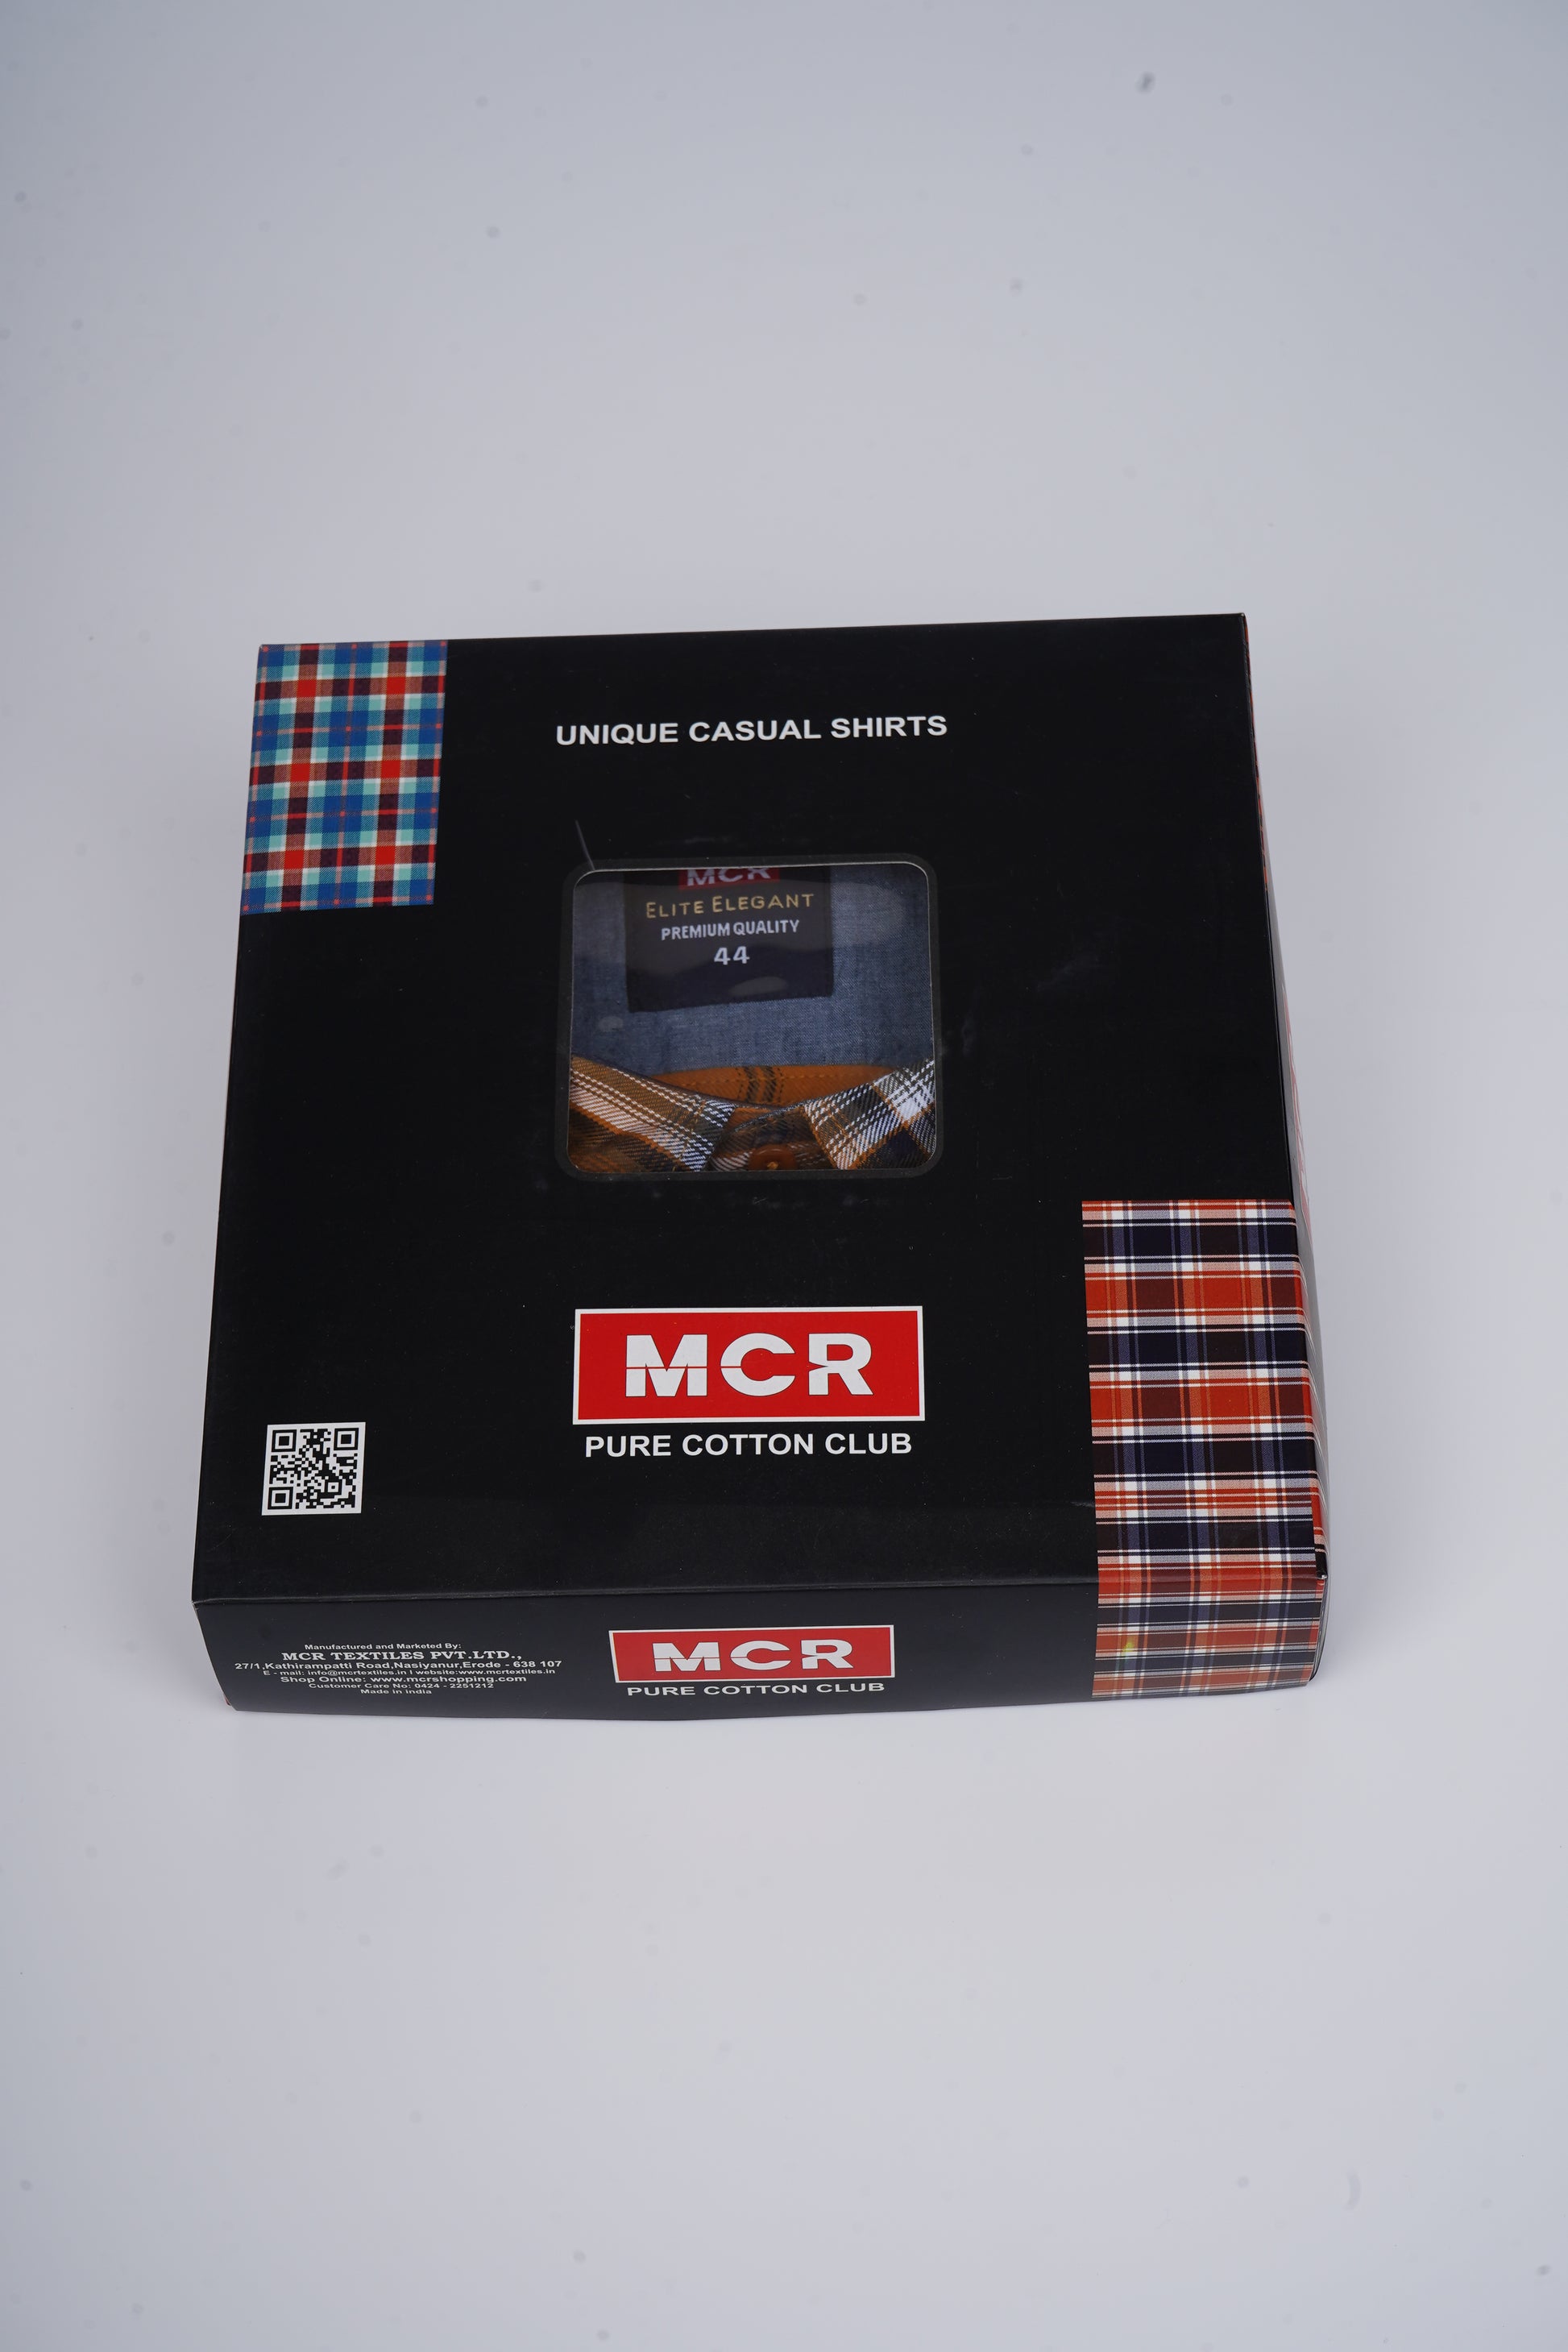 UNIQUE CASUAL SHIRTS
MCR
ELITE ELEGANT
PREMIUM QUALITY
44
MCR
PURE COTTON CLUB
Manufactured and Marketed By:
MCR TEXTILES PVT.LTD.,
27/1,Kathirampatti Road,Nasiyanur,Erode - 638 107
E - mail: info@mcrtextiles.in I website:www.mcrtextiles.in
Shop Online: www.mcrshopping.com
Customer Care No: 0424 - 2251212
Made in india
MCR
PURE COTTON CLUB